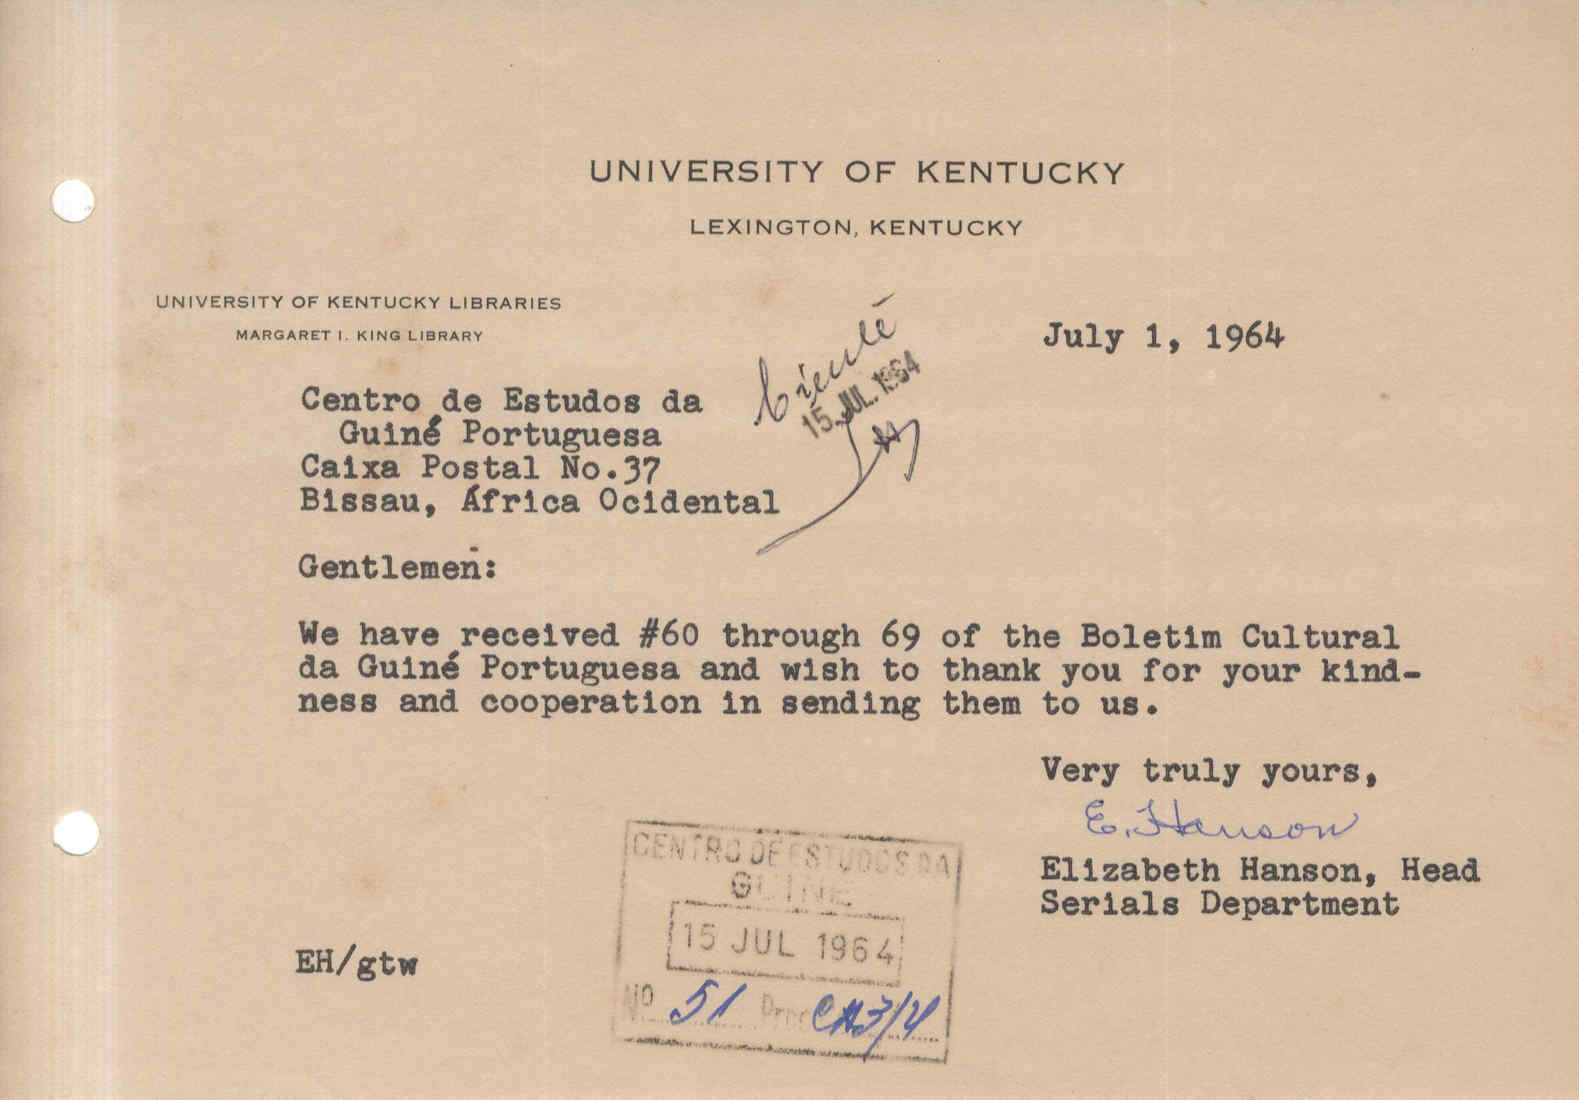 UNIVERSITY OF KENTUCKY
LEXINGTON, KENTUCKY
UNIVERSITY OF KENTUCKY LIBRARIES
MARGARET I. KING LIBRARY
July 1, 1964
Centro de Estudos da
Guiné Portuguesa
Caixa Postal No.37
Bissau, África Ocidental
15 JUL. 1964
Gentlemen:
We have received #60 through 69 of the Boletim Cultural
da Guiné Portuguesa and wish to thank you for your kind-
ness and cooperation in sending them to us.
Very truly yours,
E. Hanson
Elizabeth Hanson, Head
Serials Department
CENTRO DE ESTUDOS DA
GUINÉ
15 JUL 1964
Nº 51 Proc
EH/gtw